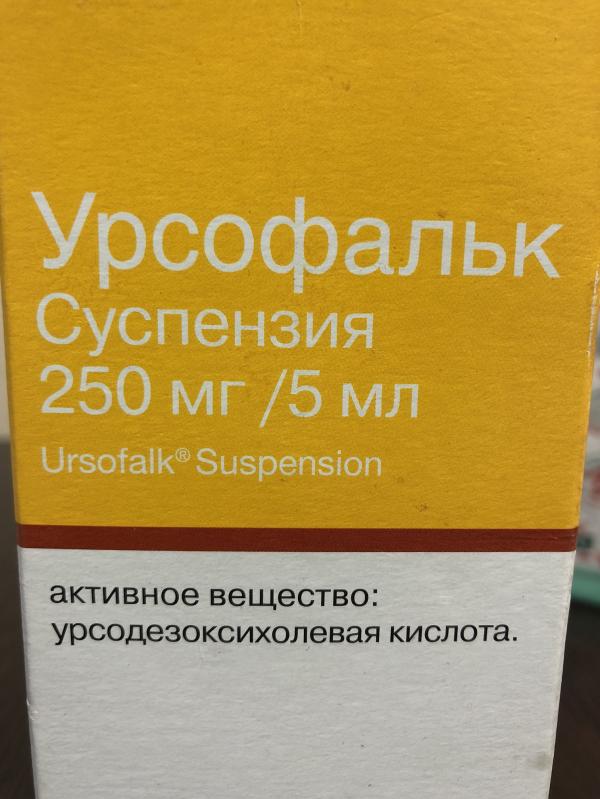 Урсофальк
Суспензия
250 мг /5 мл
Ursofalk® Suspension
активное вещество:
урсодезоксихолевая кислота.